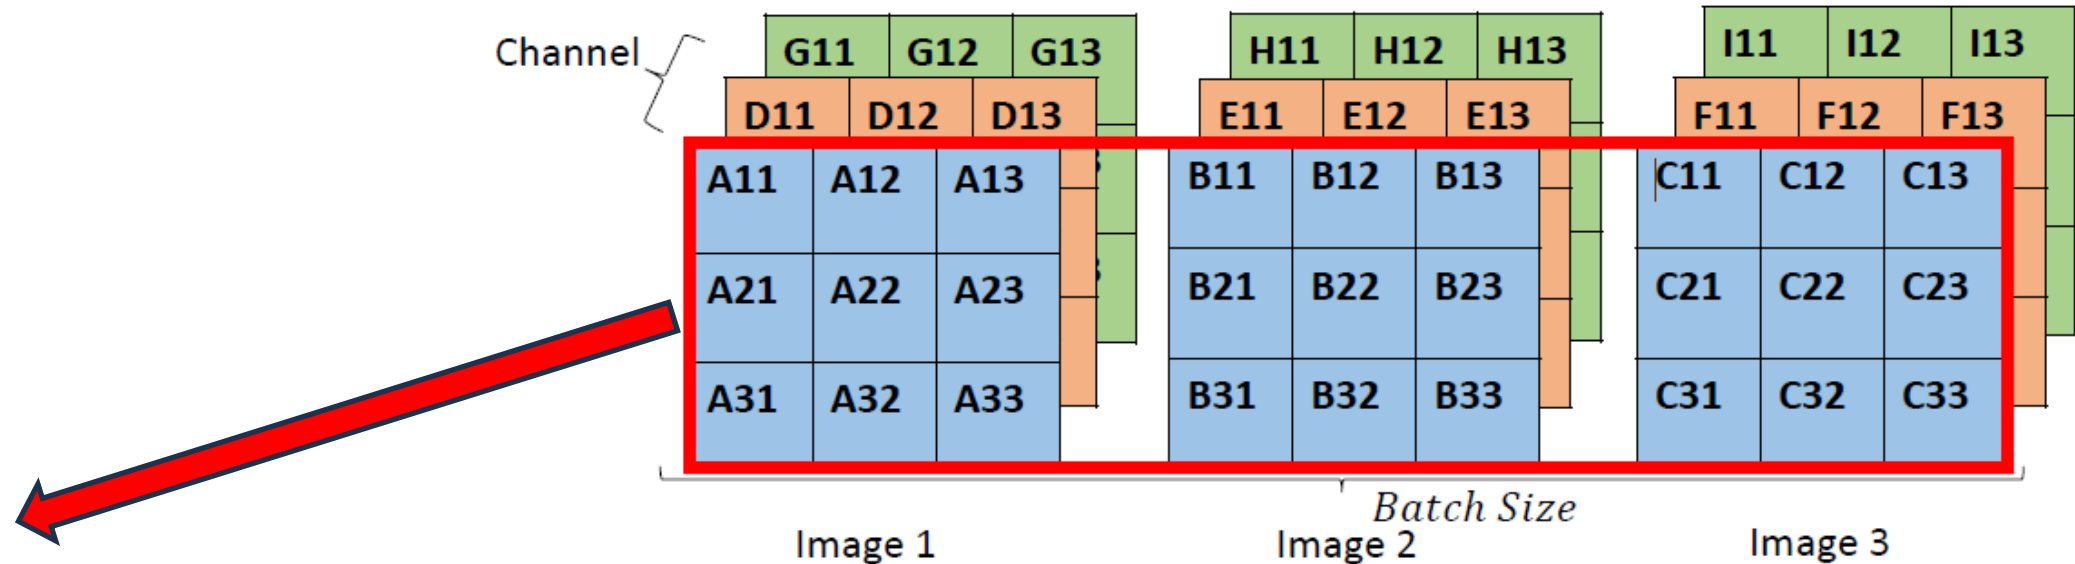 Channel
G11 G12 G13 H11 H12 H13 I11 I12 I13
D11 D12 D13 E11 E12 E13 F11 F12 F13
A11 A12 A13 B11 B12 B13 C11 C12 C13
A21 A22 A23 B21 B22 B23 C21 C22 C23
A31 A32 A33 B31 B32 B33 C31 C32 C33
Batch Size
Image 1 Image 2 Image 3